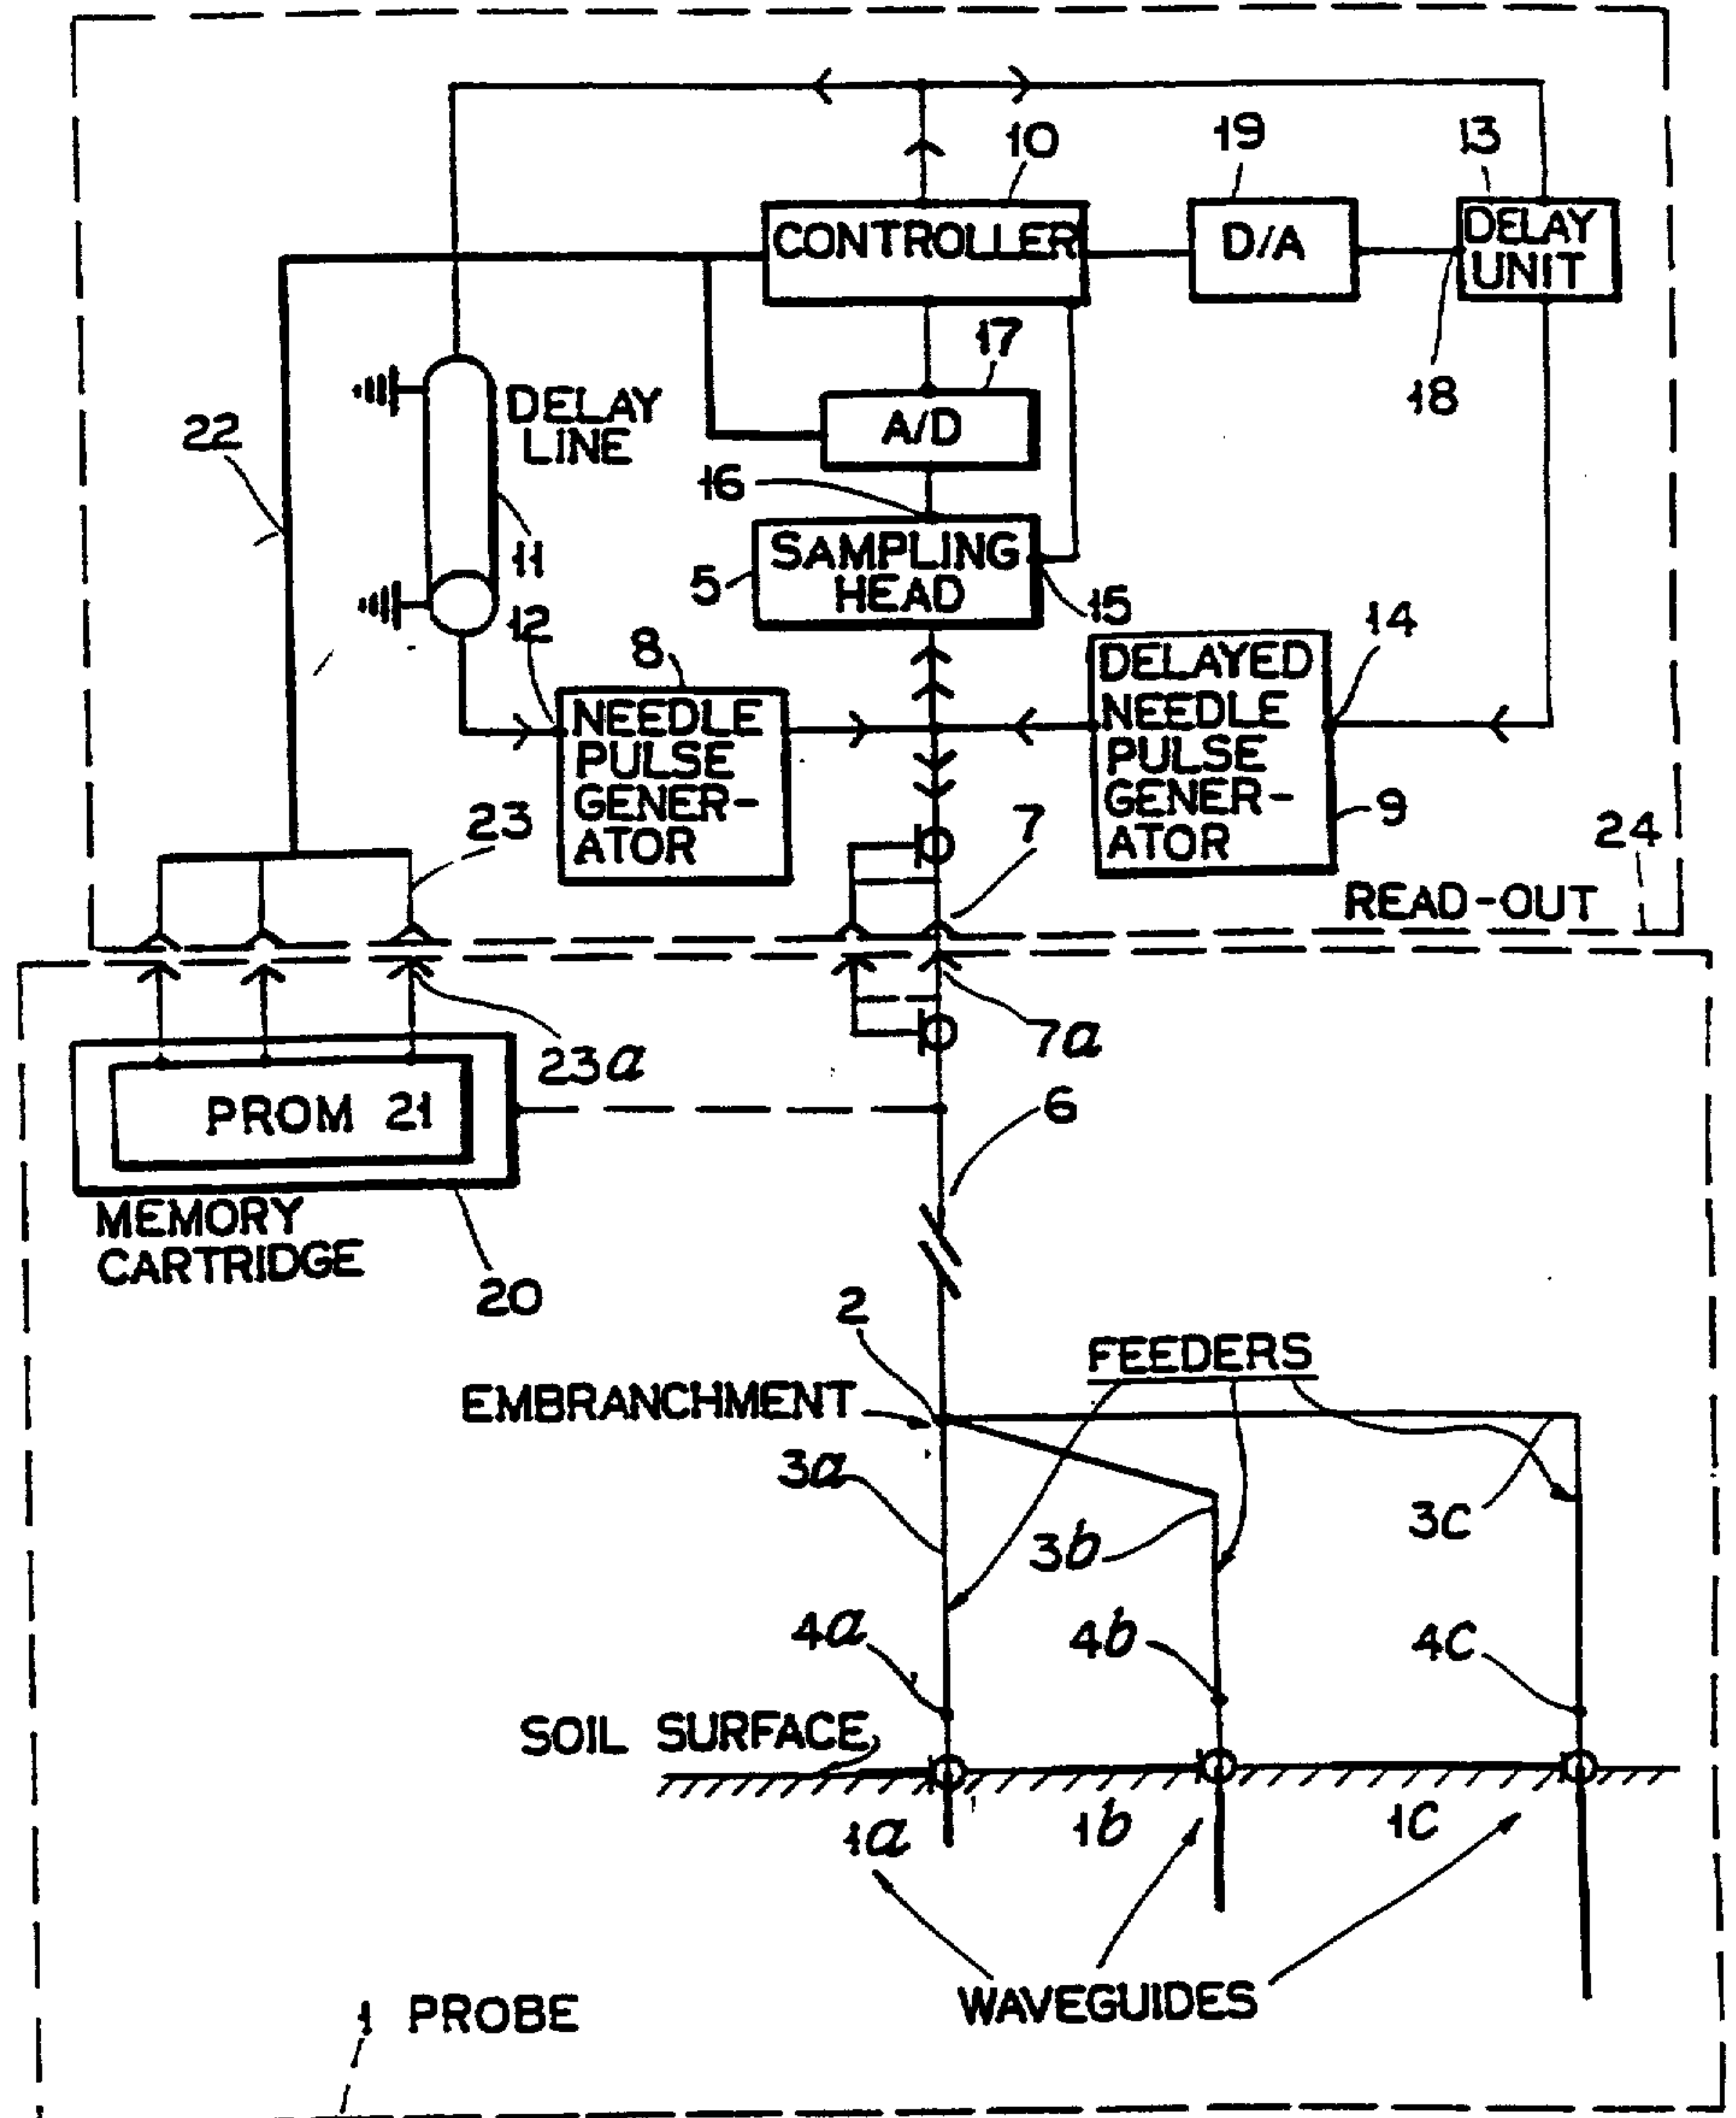 10
19
13
CONTROLLER
D/A
DELAY
UNIT
17
18
DELAY
LINE
A/D
22
16
11
SAMPLING
HEAD
5
15
12
8
14
NEEDLE
PULSE
GENER-
ATOR
DELAYED
NEEDLE
PULSE
GENER-
ATOR
9
23
7
24
READ-OUT
23a
7a
PROM 21
6
MEMORY
CARTRIDGE
20
2
FEEDERS
EMBRANCHMENT
3a
3b
3c
4a
4b
4c
SOIL SURFACE
1a
1b
1c
WAVEGUIDES
1 PROBE